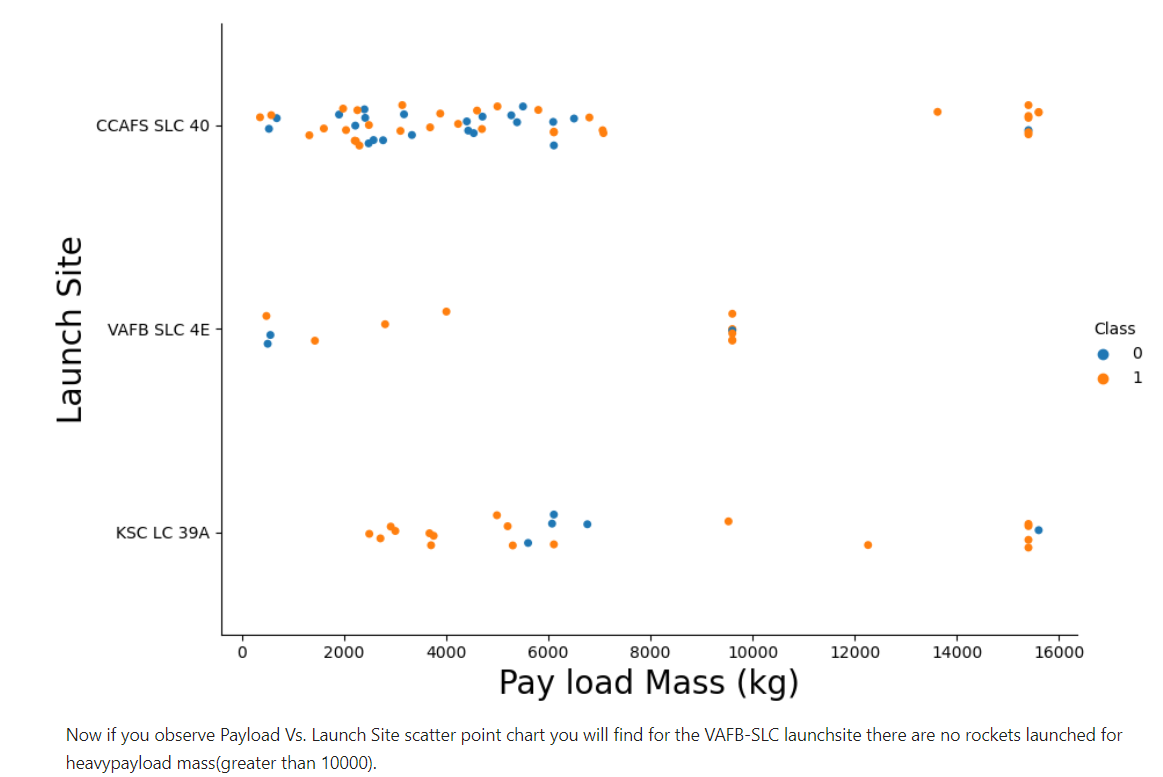 CCAFS SLC 40
VAFB SLC 4E
KSC LC 39A
Launch Site
Class
0
1
0 2000 4000 6000 8000 10000 12000 14000 16000
Pay load Mass (kg)
Now if you observe Payload Vs. Launch Site scatter point chart you will find for the VAFB-SLC launchsite there are no rockets launched for
heavypayload mass(greater than 10000).